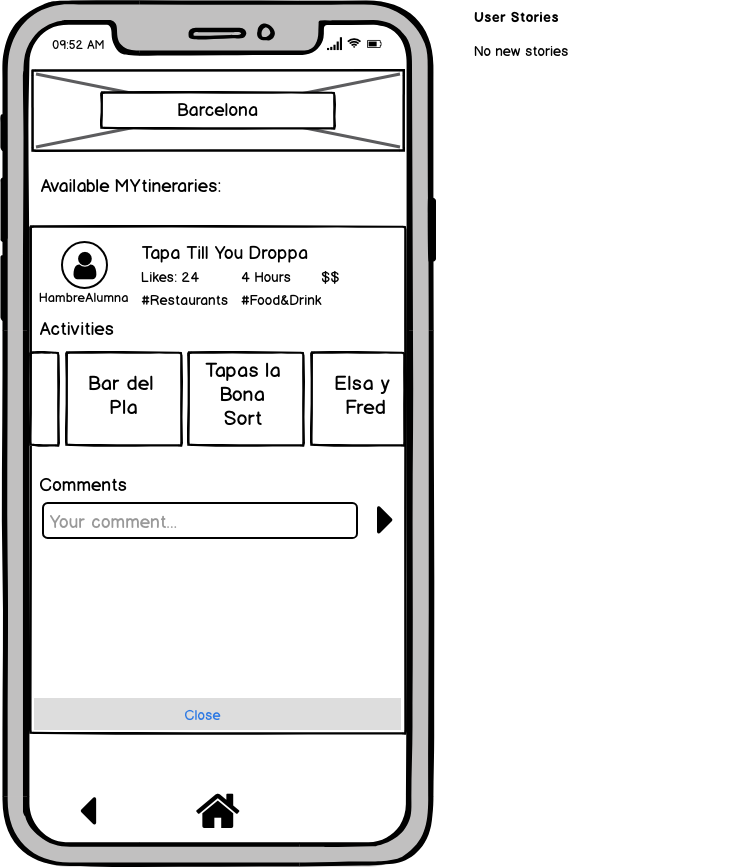 09:52 AM
User Stories
No new stories
Barcelona
Available MYtineraries:
Tapa Till You Droppa
Likes: 24 4 Hours $$
HambreAlumna
#Restaurants #Food&Drink
Activities
Bar del
Pla
Tapas la
Bona
Sort
Elsa y
Fred
Comments
Your comment...
Close